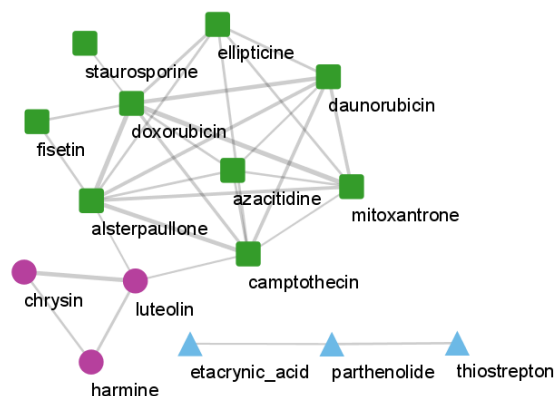 ellipticine
staurosporine
daunorubicin
doxorubicin
fisetin
azacitidine
mitoxantrone
alsterpaullone
camptothecin
chrysin
luteolin
harmine
etacrynic_acid
parthenolide
thiostrepton